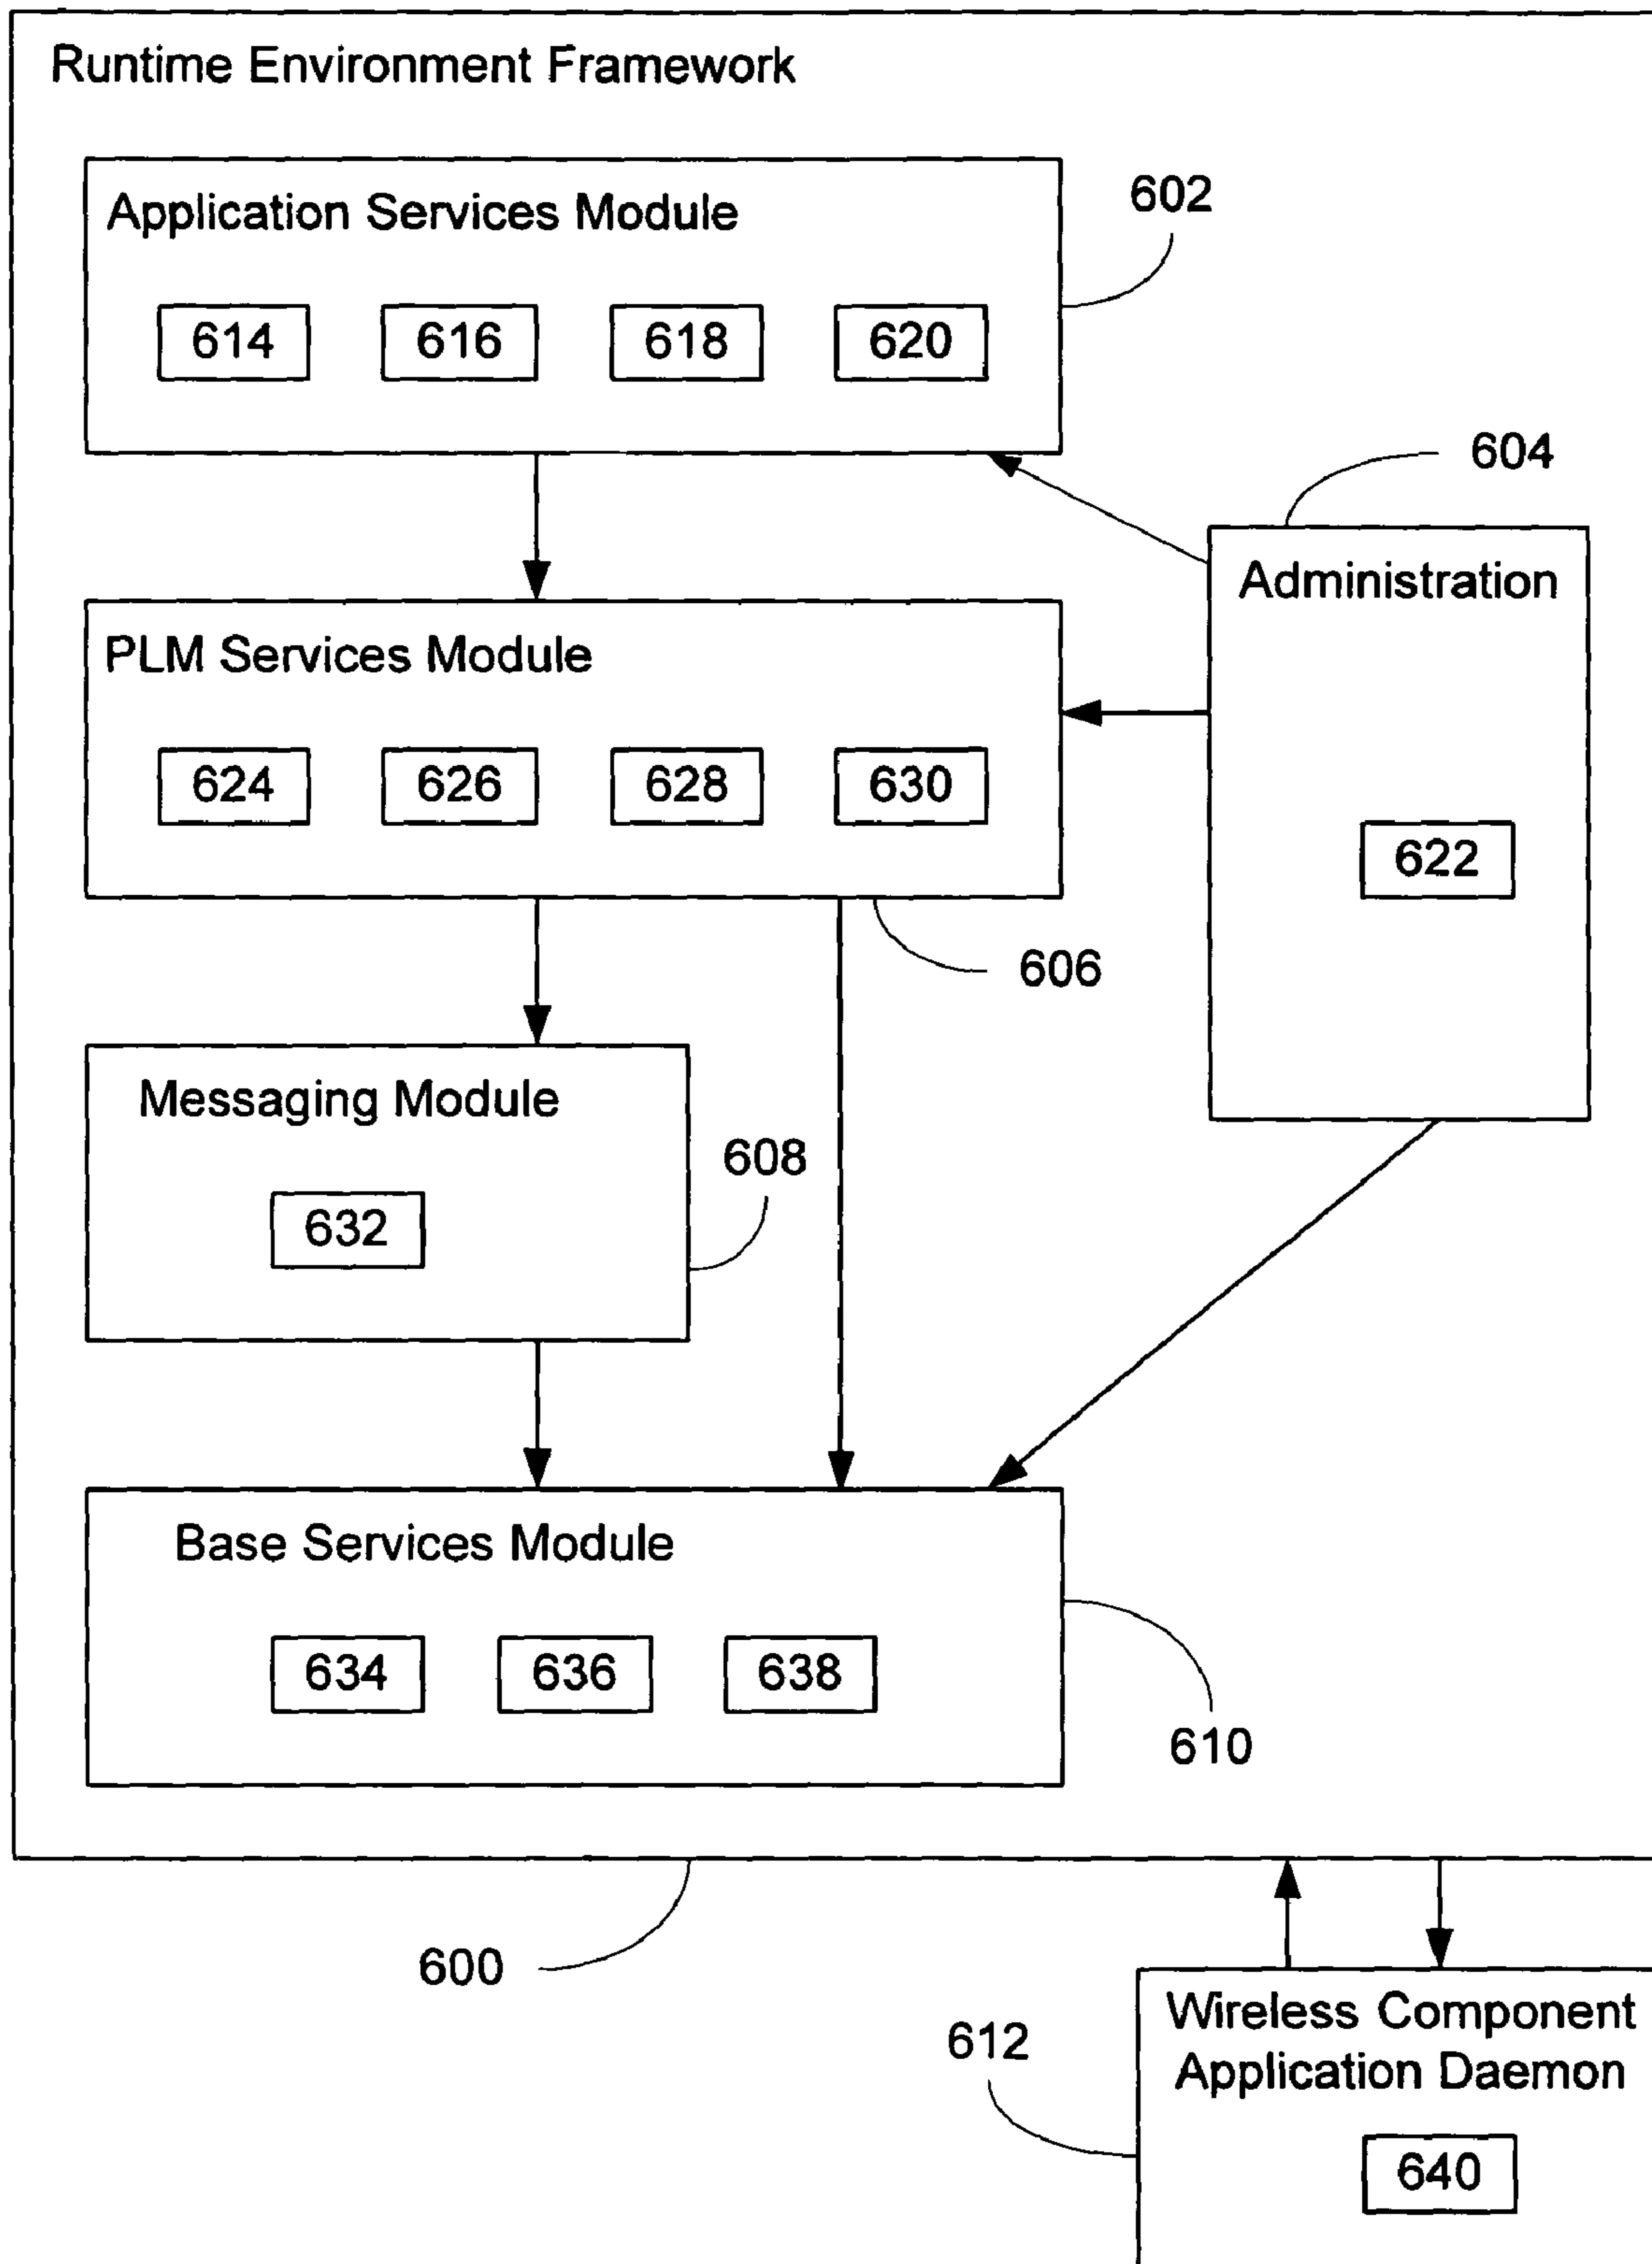 Runtime Environment Framework
Application Services Module
602
614 616 618 620
604
Administration
PLM Services Module
624 626 628 630
622
606
Messaging Module
608
632
Base Services Module
634 636 638
610
600
Wireless Component
Application Daemon
612
640